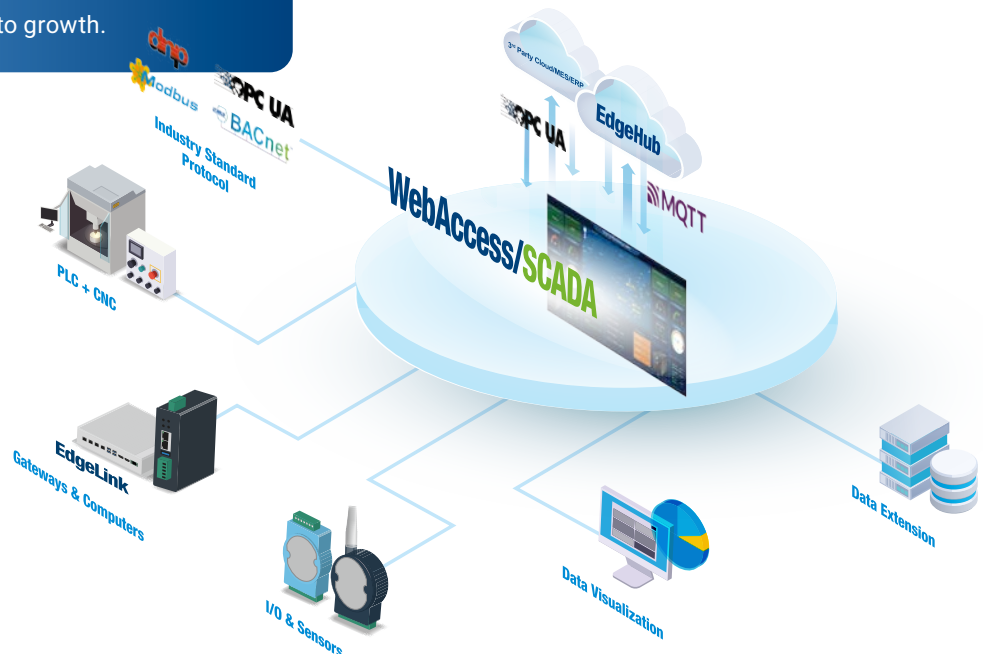 to growth.
dnp
Modbus
OPC UA
BACnet
Industry Standard
Protocol
3rd Party Cloud/MES/ERP
EdgeHub
OPC UA
MQTT
WebAccess/SCADA
PLC + CNC
EdgeLink
Gateways & Computers
I/O & Sensors
Data Visualization
Data Extension